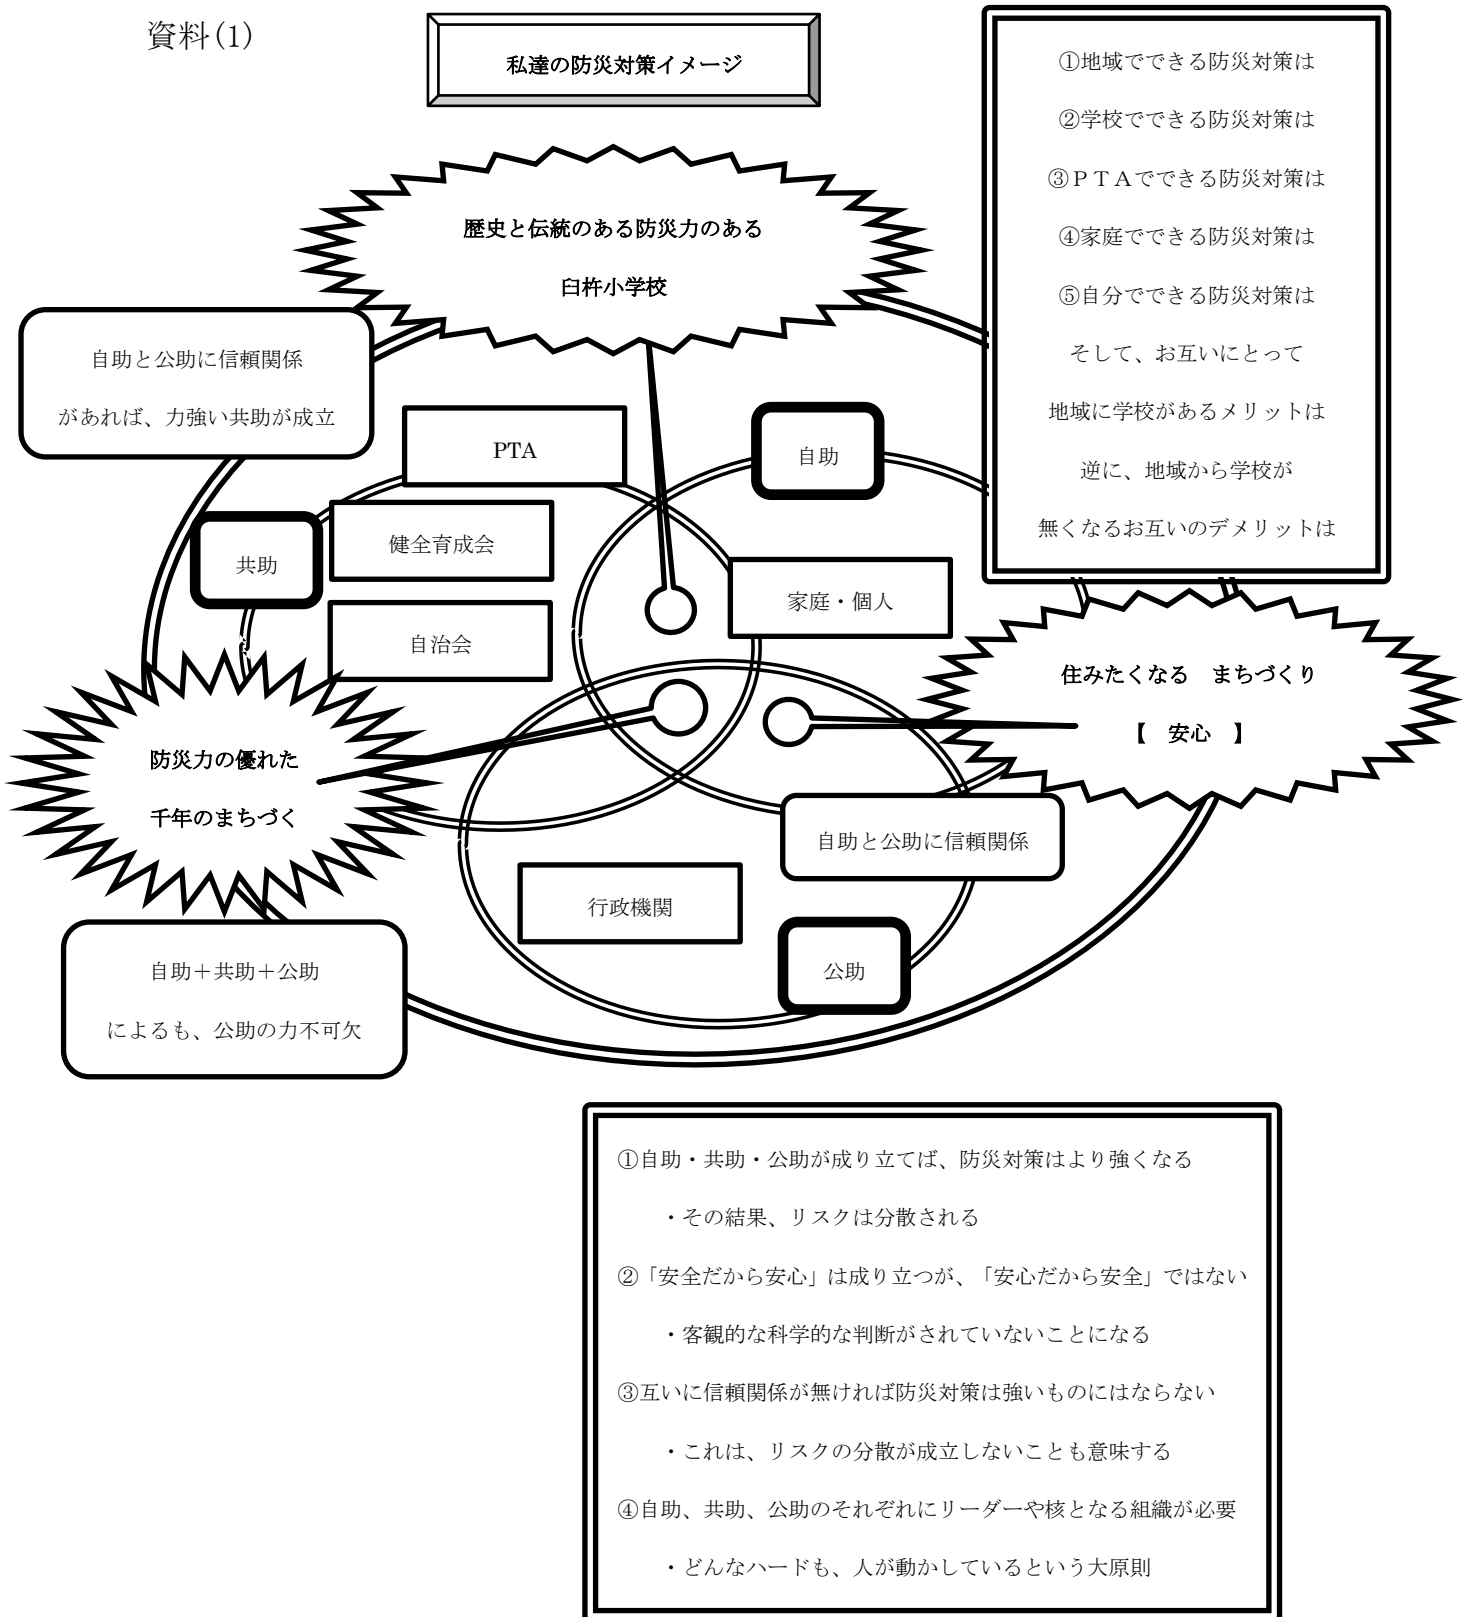 資料(1)
私達の防災対策イメージ
①地域でできる防災対策は
②学校でできる防災対策は
③ＰＴＡでできる防災対策は
④家庭でできる防災対策は
⑤自分でできる防災対策は
そして、お互いにとって
地域に学校があるメリットは
逆に、地域から学校が
無くなるお互いのデメリットは
歴史と伝統のある防災力のある
臼杵小学校
自助と公助に信頼関係
があれば、力強い共助が成立
PTA
自助
健全育成会
共助
家庭・個人
自治会
住みたくなる　まちづくり
【　安心　】
防災力の優れた
千年のまちづく
自助と公助に信頼関係
行政機関
公助
自助＋共助＋公助
によるも、公助の力不可欠
①自助・共助・公助が成り立てば、防災対策はより強くなる
・その結果、リスクは分散される
②「安全だから安心」は成り立つが、「安心だから安全」ではない
・客観的な科学的な判断がされていないことになる
③互いに信頼関係が無ければ防災対策は強いものにはならない
・これは、リスクの分散が成立しないことも意味する
④自助、共助、公助のそれぞれにリーダーや核となる組織が必要
・どんなハードも、人が動かしているという大原則